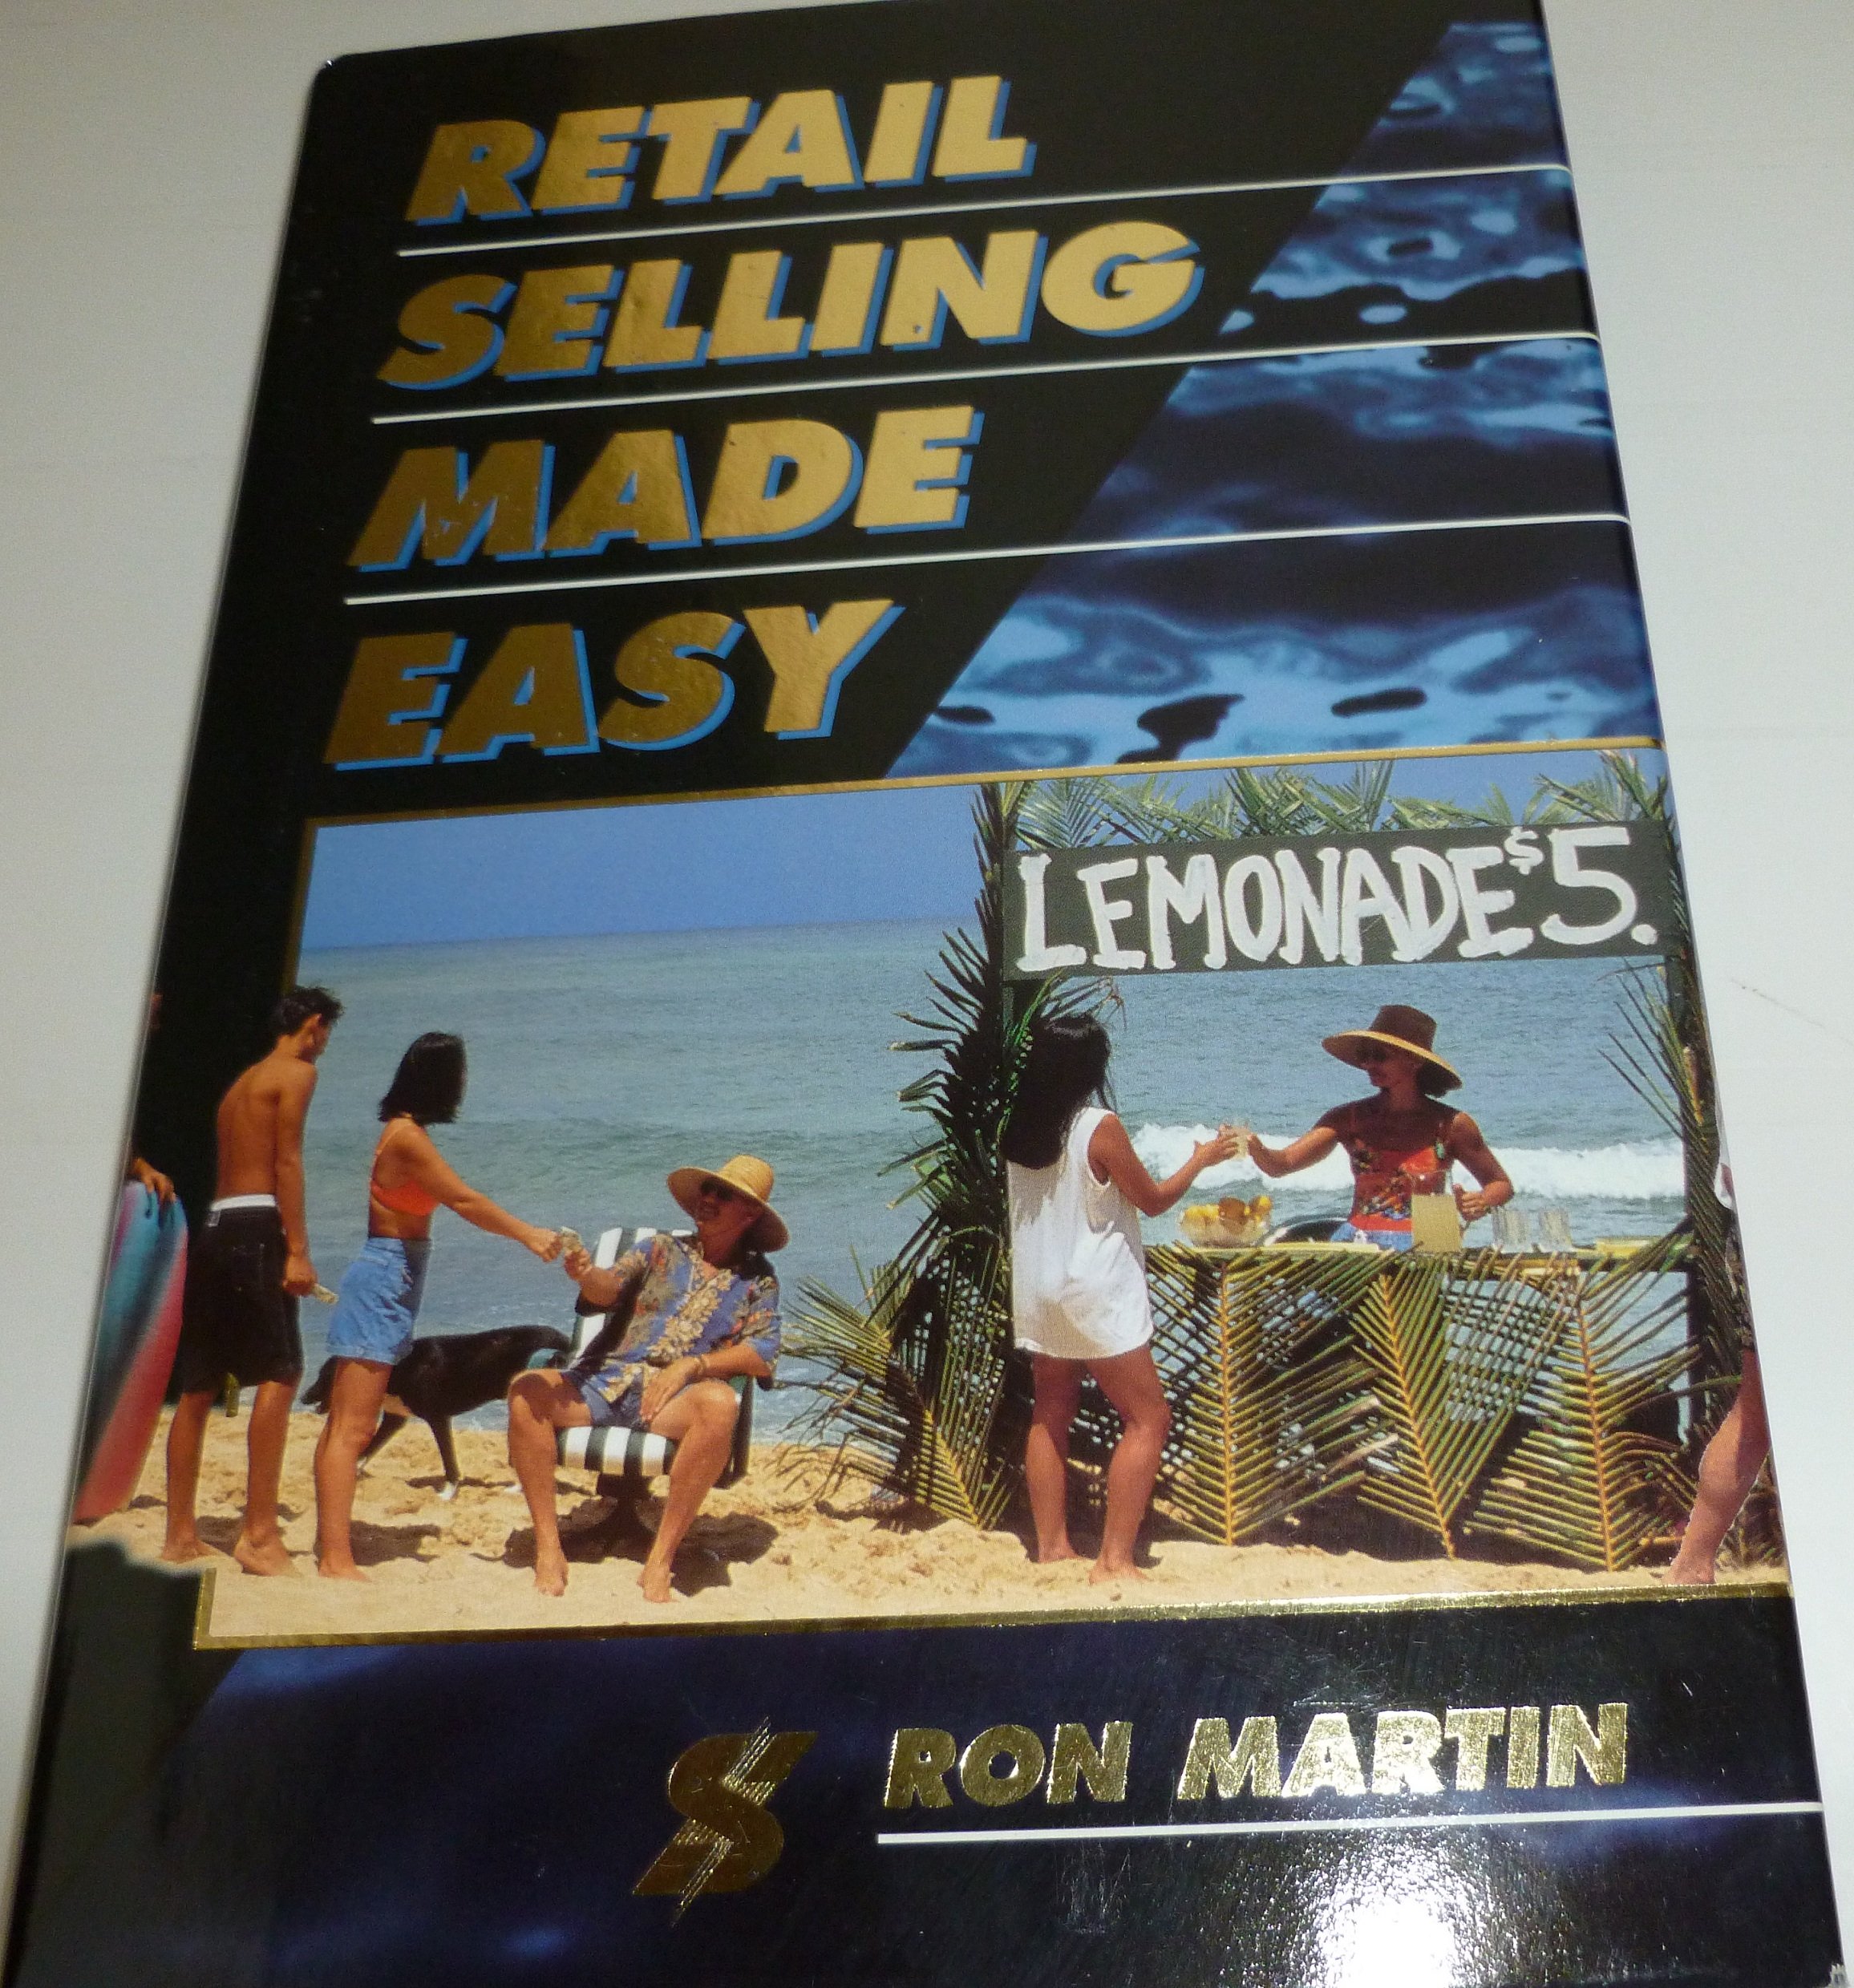 RETAIL
SELLING
MADE
EASY
LEMONADE $5.
S RON MARTIN